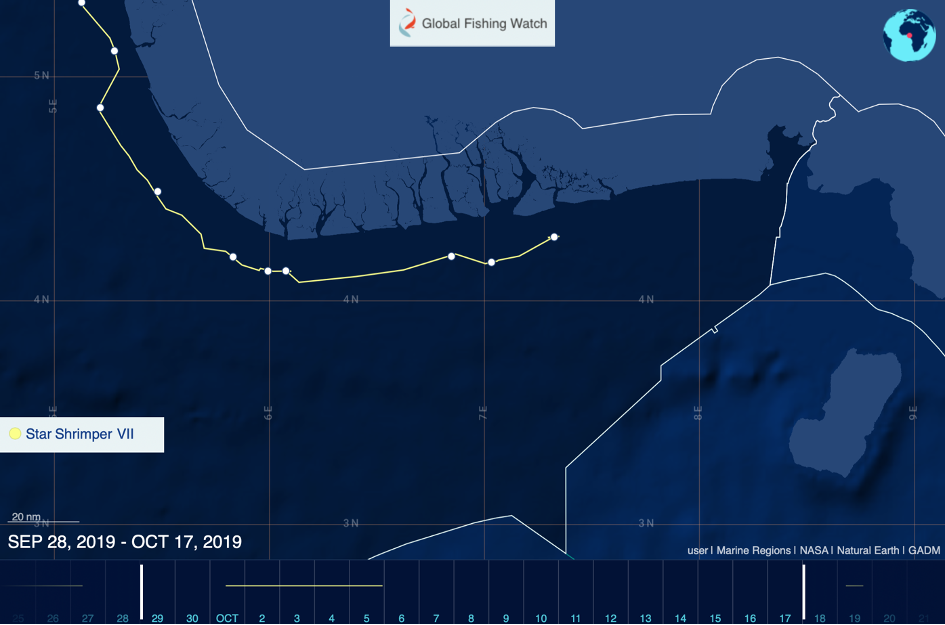 Global Fishing Watch
5 N
5 E
4 N
4 N
4 N
6 E
7 E
8 E
9 E
Star Shrimper VII
20 nm
3 N
3 N
SEP 28, 2019 - OCT 17, 2019
user | Marine Regions | NASA | Natural Earth | GADM
25 26 27 28 29 30 OCT 2 3 4 5 6 7 8 9 10 11 12 13 14 15 16 17 18 19 20 21